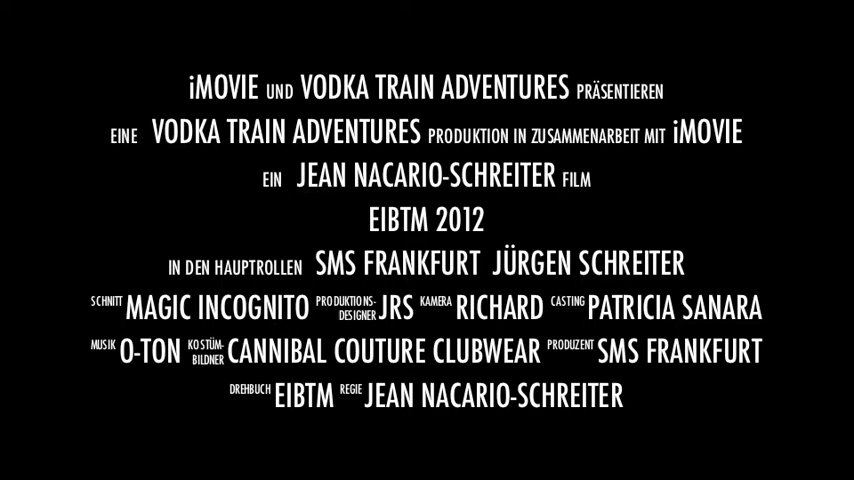 iMOVIE UND VODKA TRAIN ADVENTURES PRÄSENTIEREN
EINE VODKA TRAIN ADVENTURES PRODUKTION IN ZUSAMMENARBEIT MIT iMOVIE
EIN JEAN NACARIO-SCHREITER FILM
EIBTM 2012
IN DEN HAUPTROLLEN SMS FRANKFURT JÜRGEN SCHREITER
SCHNITT MAGIC INCOGNITO PRODUKTIONS-DESIGNER JRS KAMERA RICHARD CASTING PATRICIA SANARA
MUSIK O-TON KOSTÜM-BILDNER CANNIBAL COUTURE CLUBWEAR PRODUZENT SMS FRANKFURT
DREHBUCH EIBTM REGIE JEAN NACARIO-SCHREITER